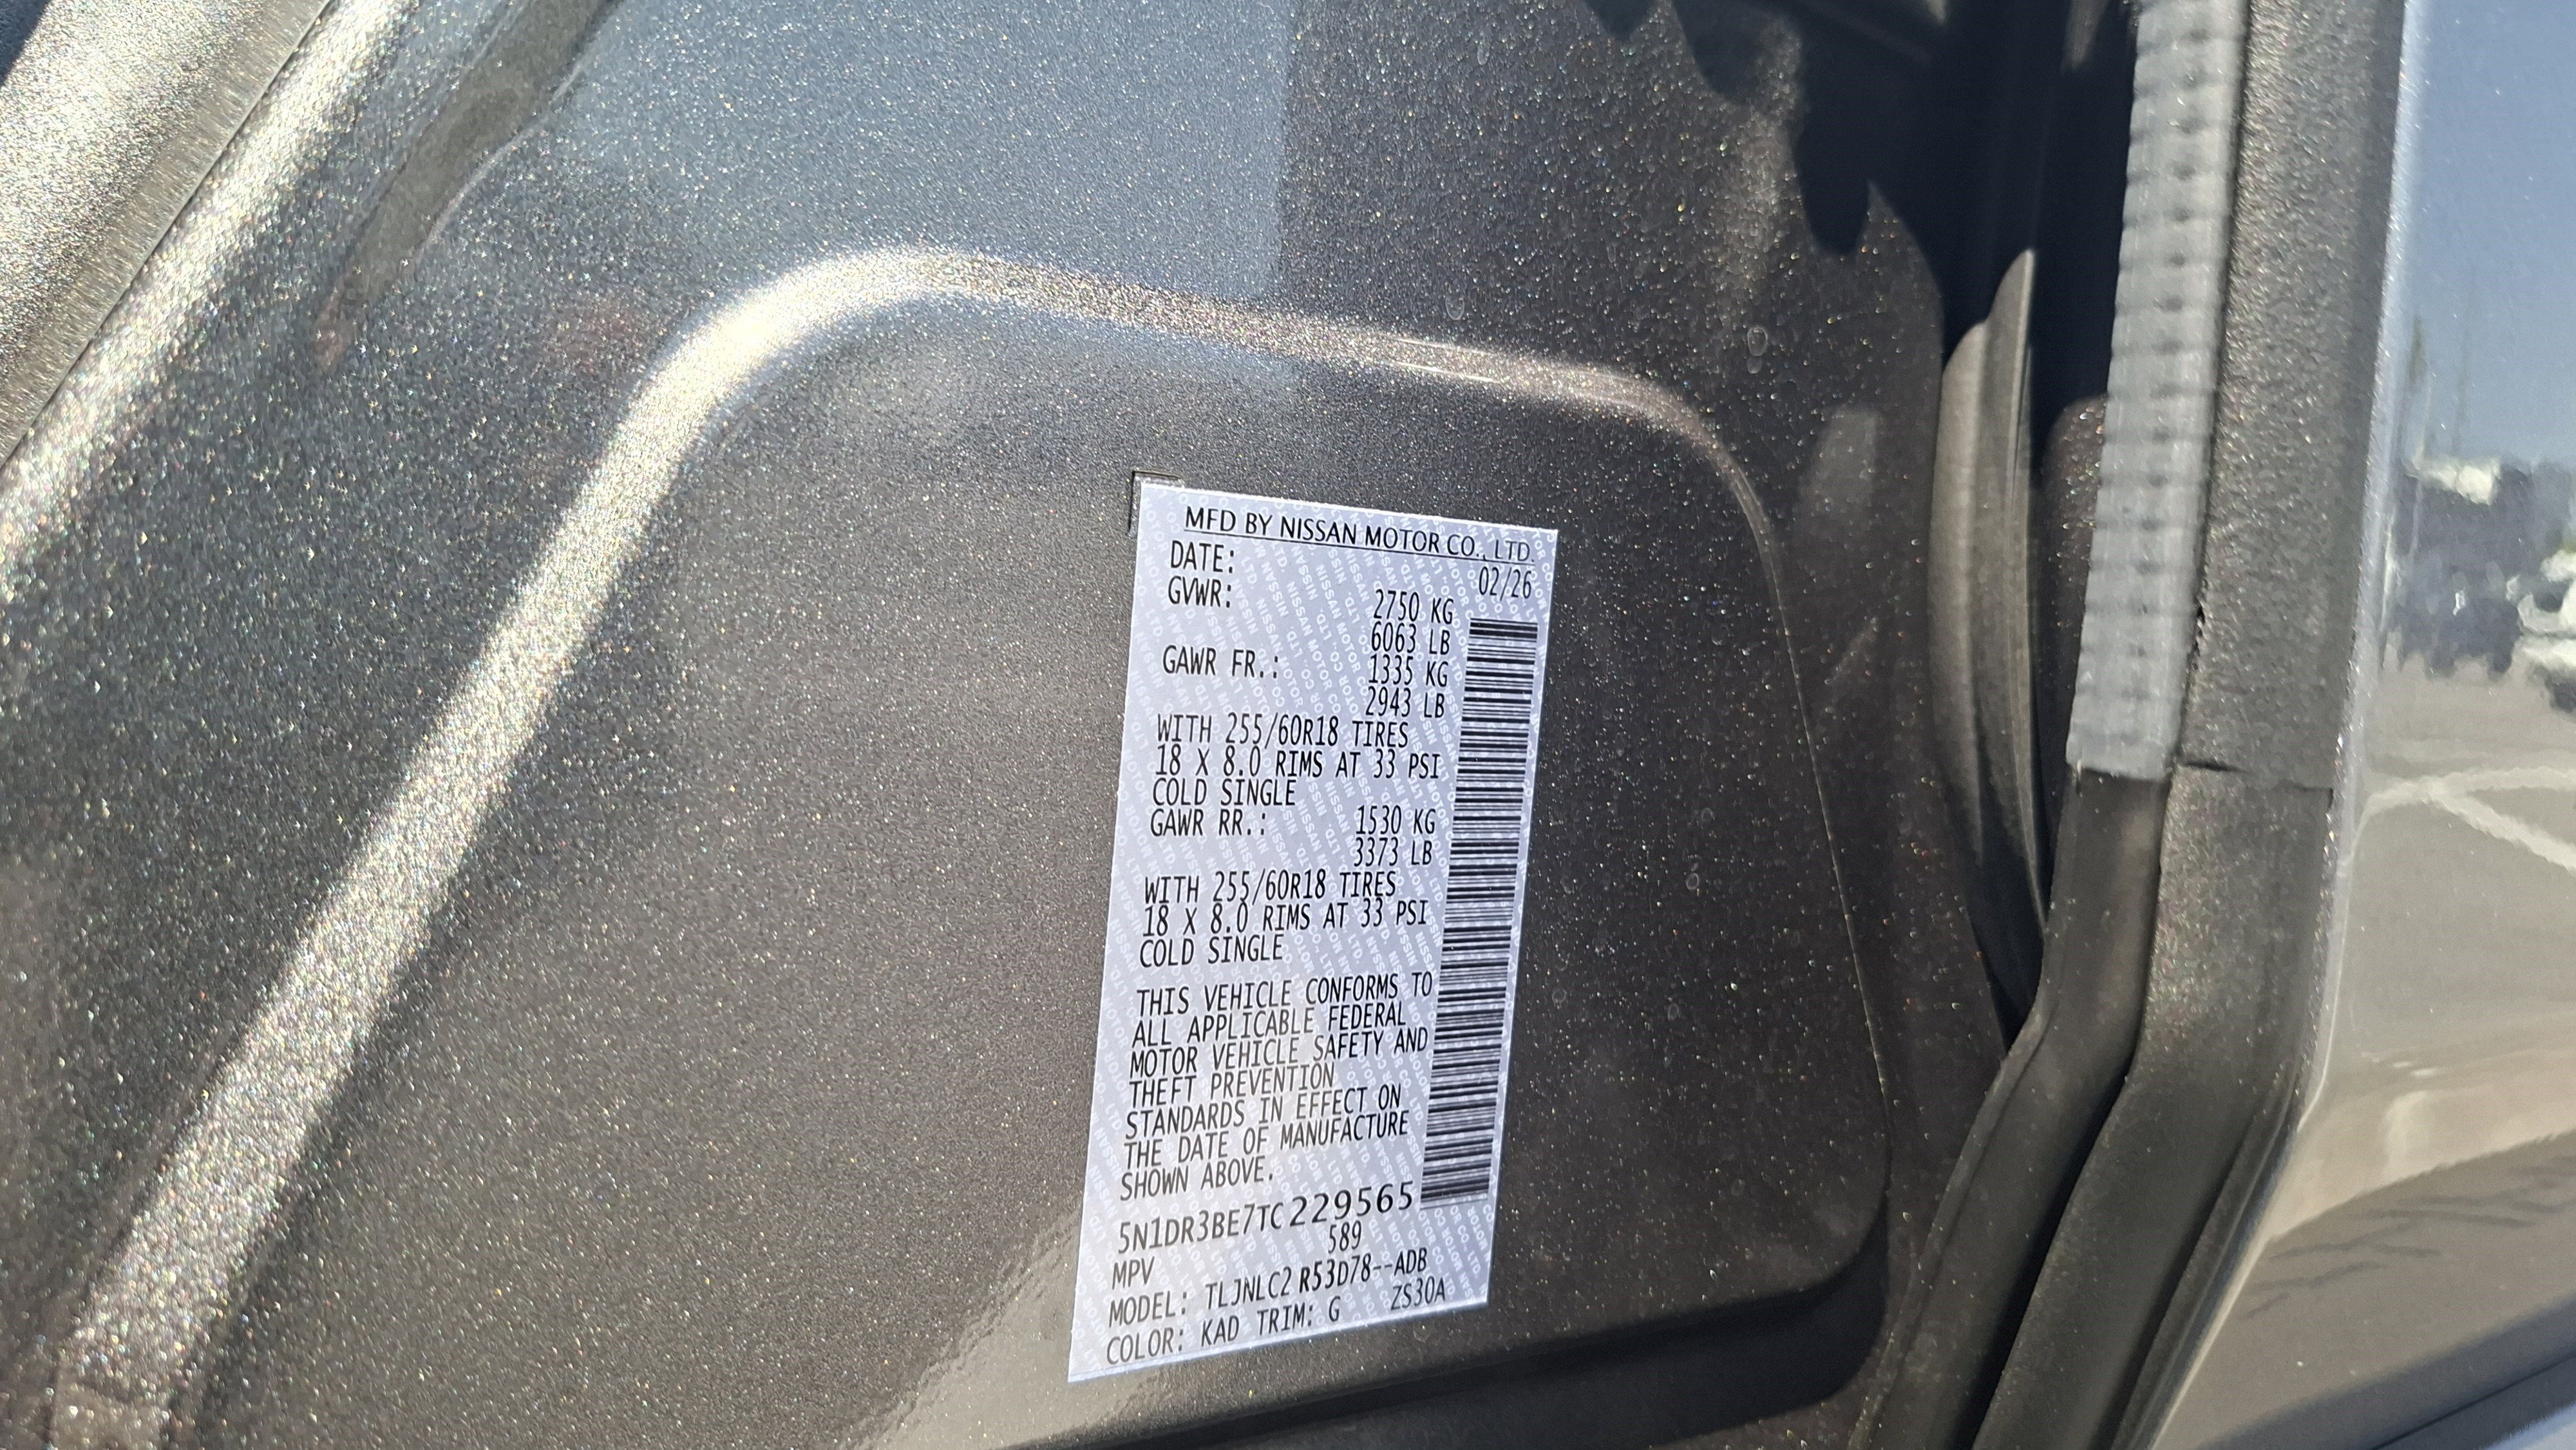 MFD BY NISSAN MOTOR CO., LTD.
DATE: 02/26
GVWR: 2750 KG
6063 LB
GAWR FR.: 1335 KG
2943 LB
WITH 255/60R18 TIRES
18 X 8.0 RIMS AT 33 PSI
COLD SINGLE
GAWR RR.: 1530 KG
3373 LB
WITH 255/60R18 TIRES
18 X 8.0 RIMS AT 33 PSI
COLD SINGLE
THIS VEHICLE CONFORMS TO
ALL APPLICABLE FEDERAL
MOTOR VEHICLE SAFETY AND
THEFT PREVENTION
STANDARDS IN EFFECT ON
THE DATE OF MANUFACTURE
SHOWN ABOVE.
5N1DR3BE7TC229565
589
MPV
MODEL: TLJNLC2 R53D78--ADB
COLOR: KAD TRIM: G ZS30A